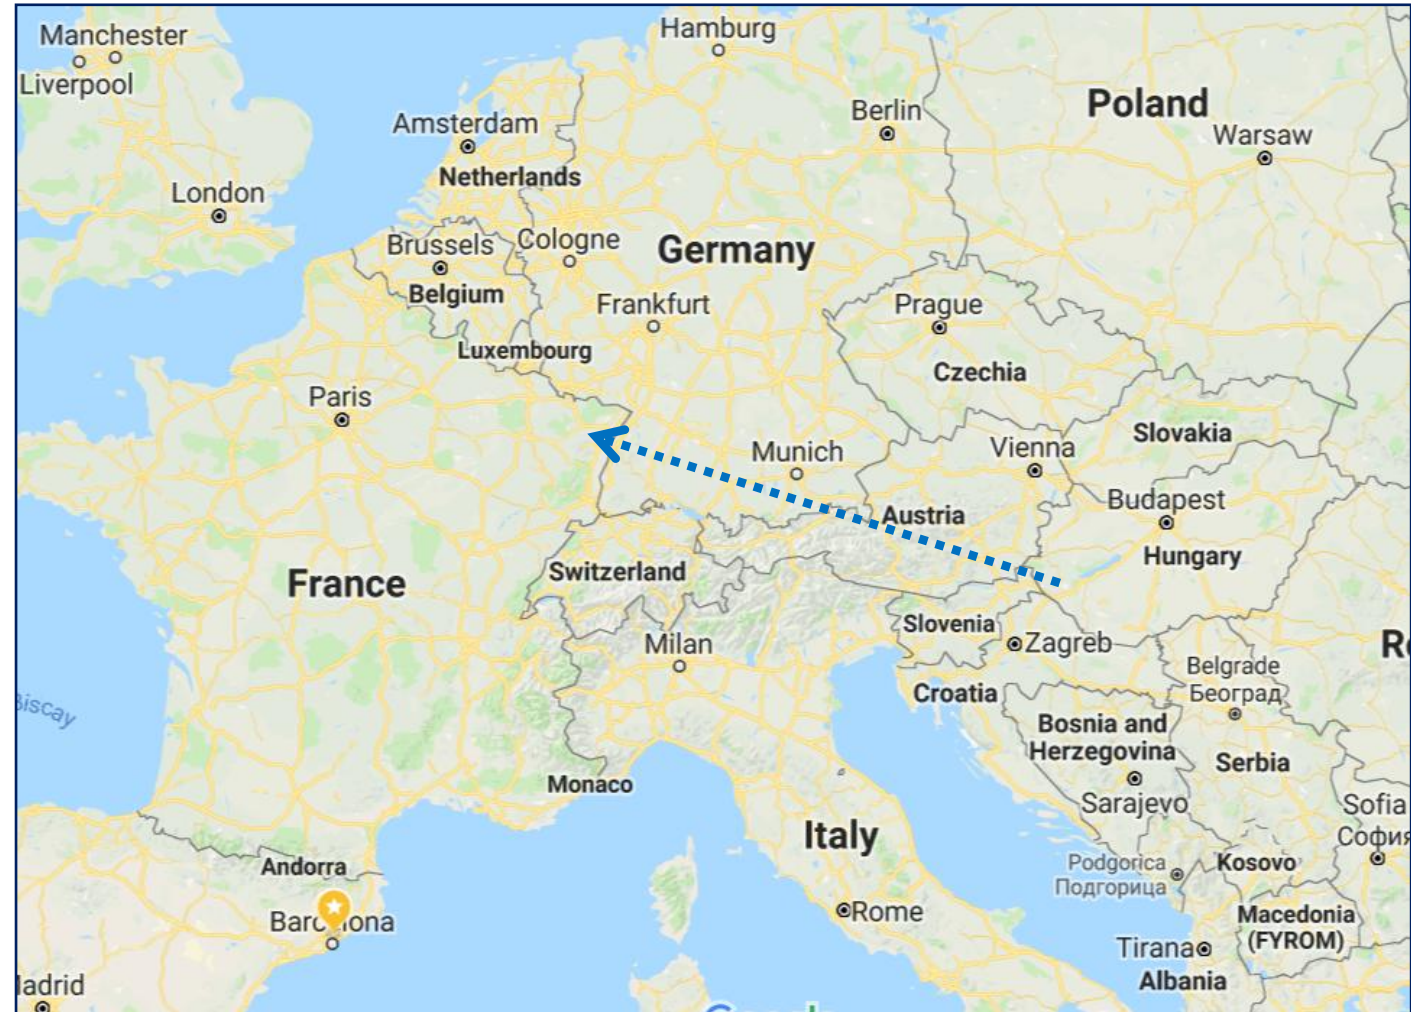 Manchester
Liverpool
Hamburg
Amsterdam
Netherlands
Berlin
Poland
Warsaw
London
Brussels
Belgium
Cologne
Germany
Frankfurt
Luxembourg
Prague
Czechia
Paris
Munich
Vienna
Slovakia
Austria
Budapest
Hungary
France
Switzerland
Milan
Slovenia
Zagreb
Croatia
Belgrade
Београд
Bosnia and
Herzegovina
Sarajevo
Serbia
Monaco
Italy
Sofia
Podgorica
Подгорица
Kosovo
Andorra
Rome
Macedonia
(FYROM)
Tirana
Albania